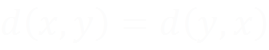 d(x, y) = d(y, x)